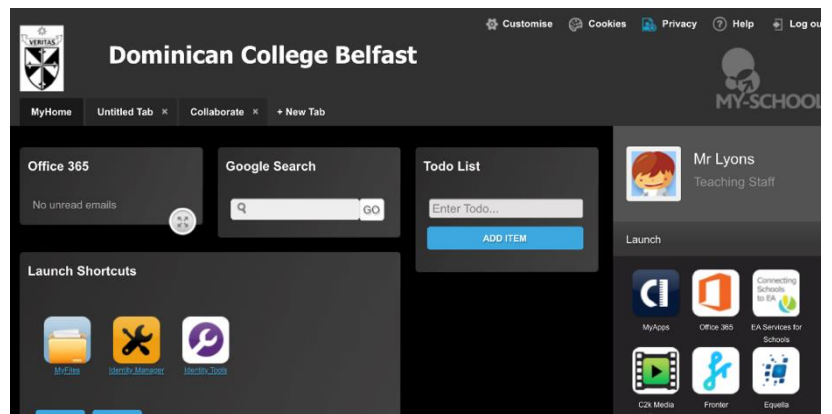 Customise Cookies Privacy Help Log ou
VERITAS
Dominican College Belfast
MY-SCHOOL
MyHome Untitled Tab × Collaborate × + New Tab
Office 365
No unread emails
Google Search
GO
Todo List
Enter Todo...
ADD ITEM
Mr Lyons
Teaching Staff
Launch
Launch Shortcuts
MyFiles Identity Manager Identity Tools
Connecting
Schools
to EA
MyApps Office 365 EA Services for
Schools
C2k Media Fronter Equella